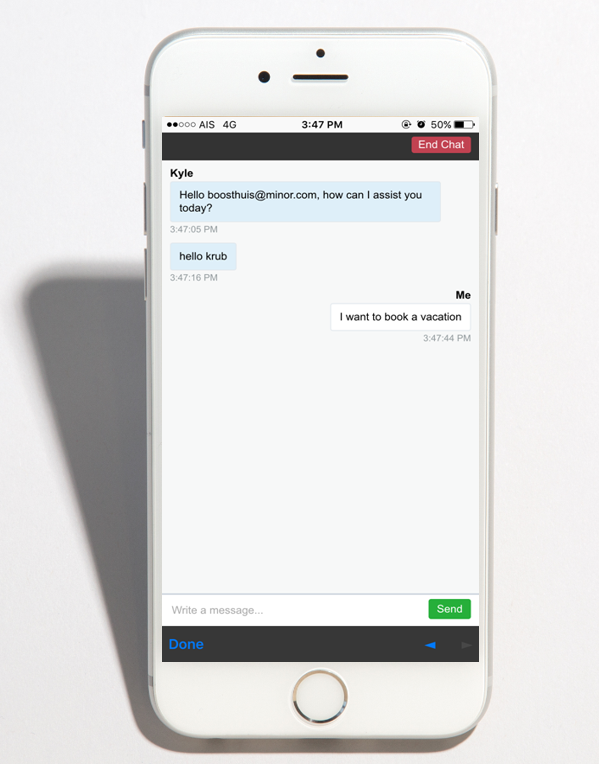 AIS 4G 3:47 PM 50%
End Chat
Kyle
Hello boosthuis@minor.com, how can I assist you
today?
3:47:05 PM
hello krub
3:47:16 PM
Me
I want to book a vacation
3:47:44 PM
Write a message...
Send
Done